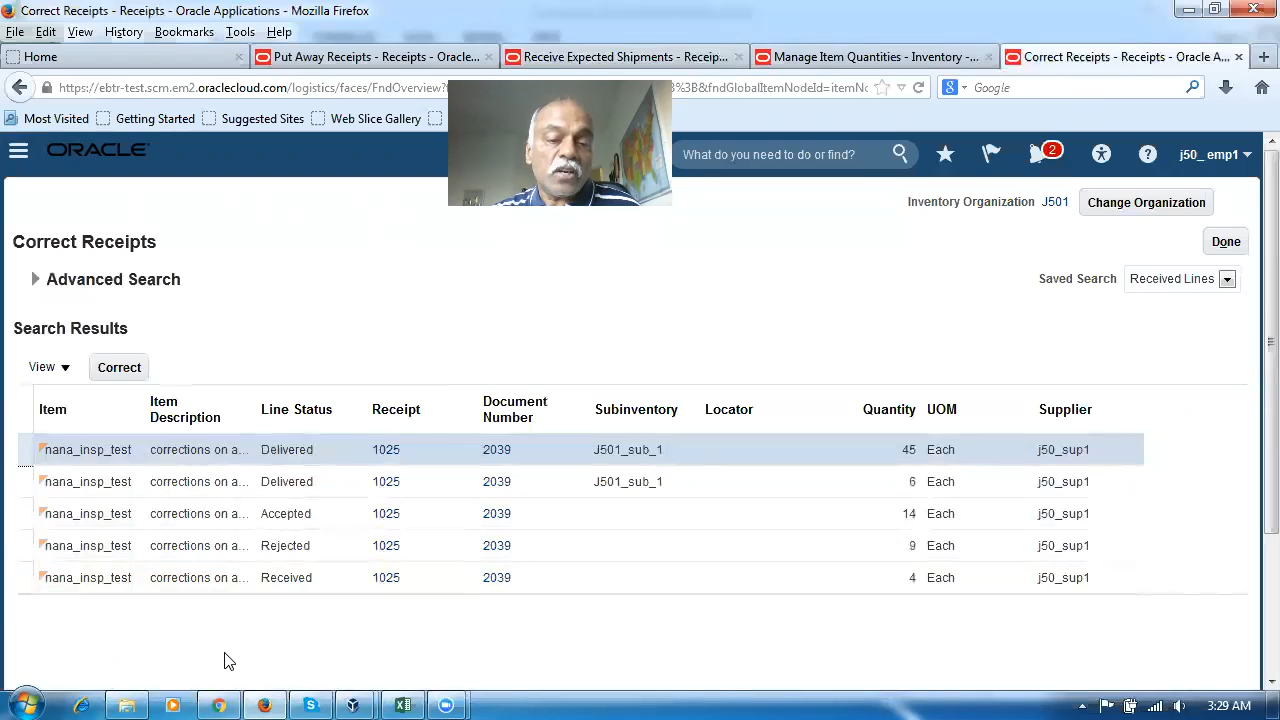 Correct Receipts - Receipts - Oracle Applications - Mozilla Firefox
File Edit View History Bookmarks Tools Help
Home
Put Away Receipts - Receipts - Oracle...
Receive Expected Shipments - Receip...
Manage Item Quantities - Inventory -...
Correct Receipts - Receipts - Oracle A...
https://ebtr-test.scm.em2.oraclecloud.com/logistics/faces/FndOverview?
3%3B&fndGlobalItemNodeId=itemNo
Google
Most Visited
Getting Started
Suggested Sites
Web Slice Gallery
ORACLE
What do you need to do or find?
2
j50_emp1
Inventory Organization J501 Change Organization
Correct Receipts
Done
Advanced Search
Saved Search Received Lines
Search Results
View Correct
Item Item Description Line Status Receipt Document Number Subinventory Locator Quantity UOM Supplier
nana_insp_test corrections on a... Delivered 1025 2039 J501_sub_1 45 Each j50_sup1
nana_insp_test corrections on a... Delivered 1025 2039 J501_sub_1 6 Each j50_sup1
nana_insp_test corrections on a... Accepted 1025 2039 14 Each j50_sup1
nana_insp_test corrections on a... Rejected 1025 2039 9 Each j50_sup1
nana_insp_test corrections on a... Received 1025 2039 4 Each j50_sup1
3:29 AM